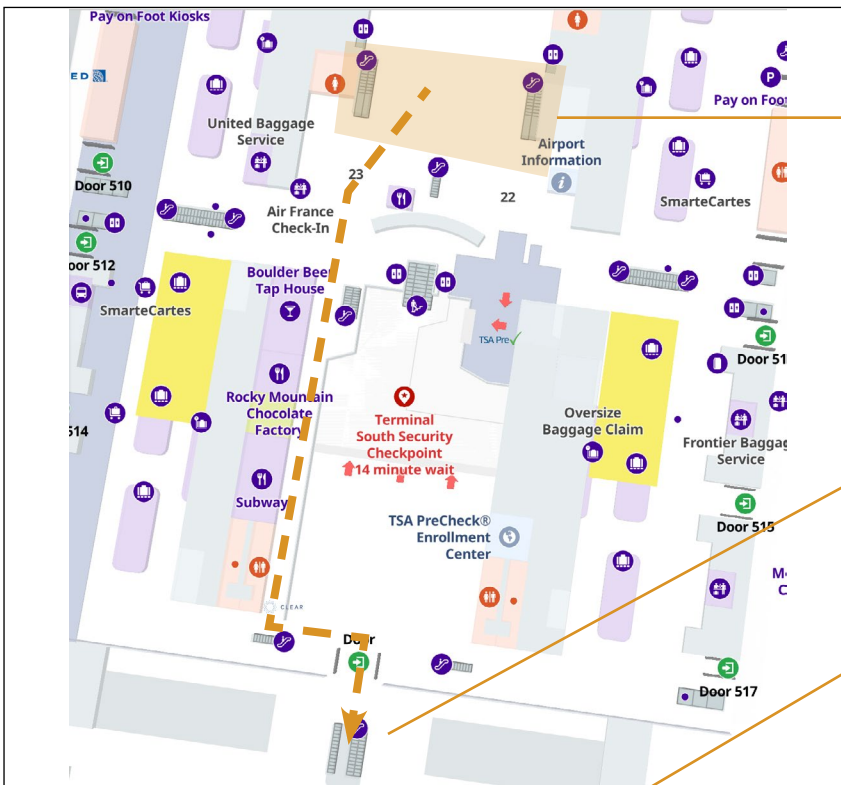 Pay on Foot Kiosks
ED
United Baggage
Service
23
Airport
Information
i
P
Pay on Foot
SmarteCartes
22
Door 510
Air France
Check-In
Door 512
Boulder Beer
Tap House
SmarteCartes
TSA Pre
Rocky Mountain
Chocolate
Factory
514
Terminal
South Security
Checkpoint
14 minute wait
Oversize
Baggage Claim
Door 51
Frontier Baggag
Service
Subway
TSA PreCheck®
Enrollment
Center
Door 515
M
C
CLEAR
Door
Door 517